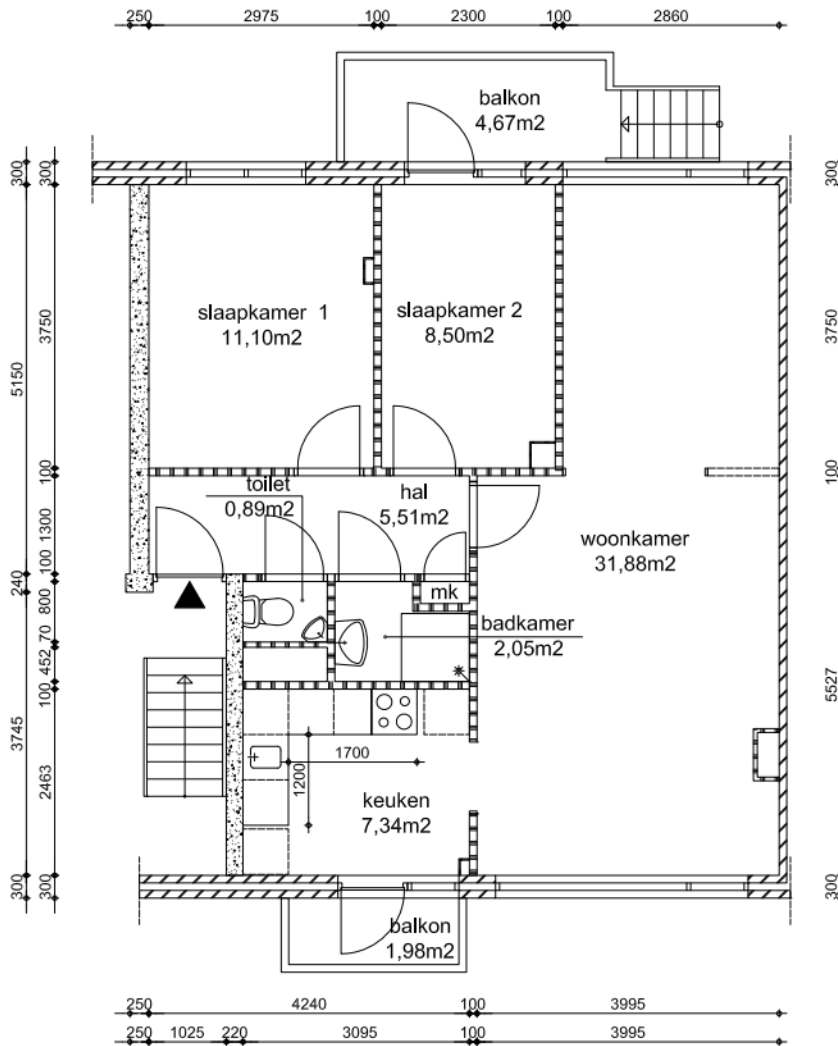 250 2975 100 2300 100 2860
balkon
4,67m2
300 300 300
slaapkamer 1
11,10m2
slaapkamer 2
8,50m2
3750 3750
5150
100 100
toilet
0,89m2
hal
5,51m2
1300
woonkamer
31,88m2
100
240
800
mk
badkamer
2,05m2
70
452
100
5527
3745
1700
2463
1200
keuken
7,34m2
300 300 300
balkon
1,98m2
250 4240 100 3995
250 1025 220 3095 100 3995